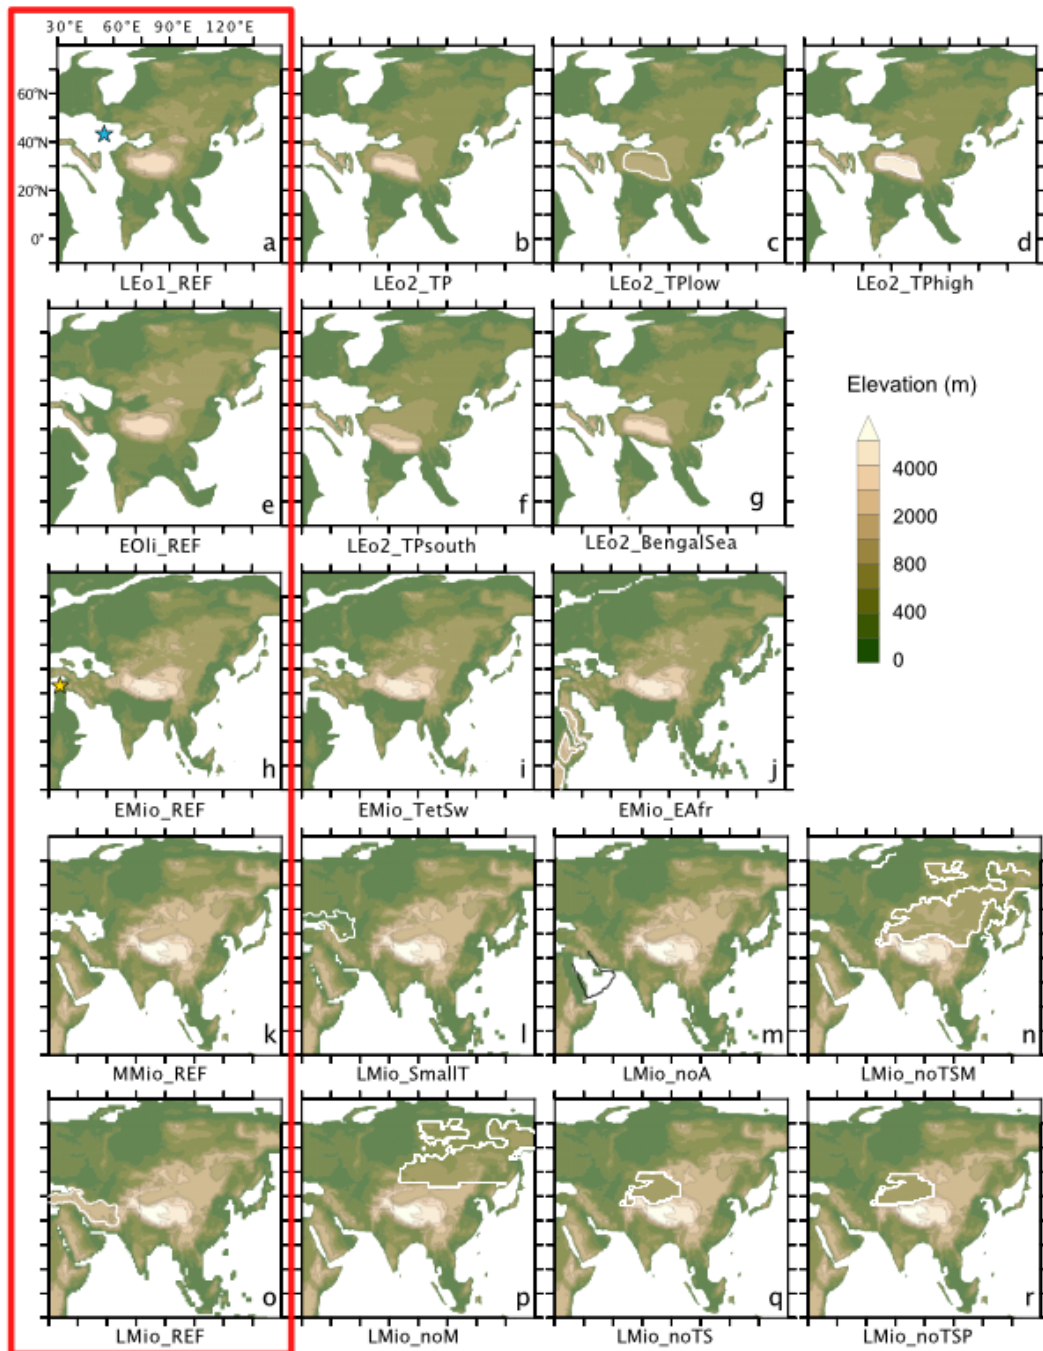 30°E 60°E 90°E 120°E
60°N
40°N
20°N
0°
a
b
c
d
LEo1_REF
LEo2_TP
LEo2_TPlow
LEo2_TPhigh
e
f
g
EOli_REF
LEo2_TPsouth
LEo2_BengalSea
Elevation (m)
4000
2000
800
400
0
h
i
j
EMio_REF
EMio_TetSw
EMio_EAfr
k
l
m
n
MMio_REF
LMio_SmallT
LMio_noA
LMio_noTSM
o
p
q
r
LMio_REF
LMio_noM
LMio_noTS
LMio_noTSP